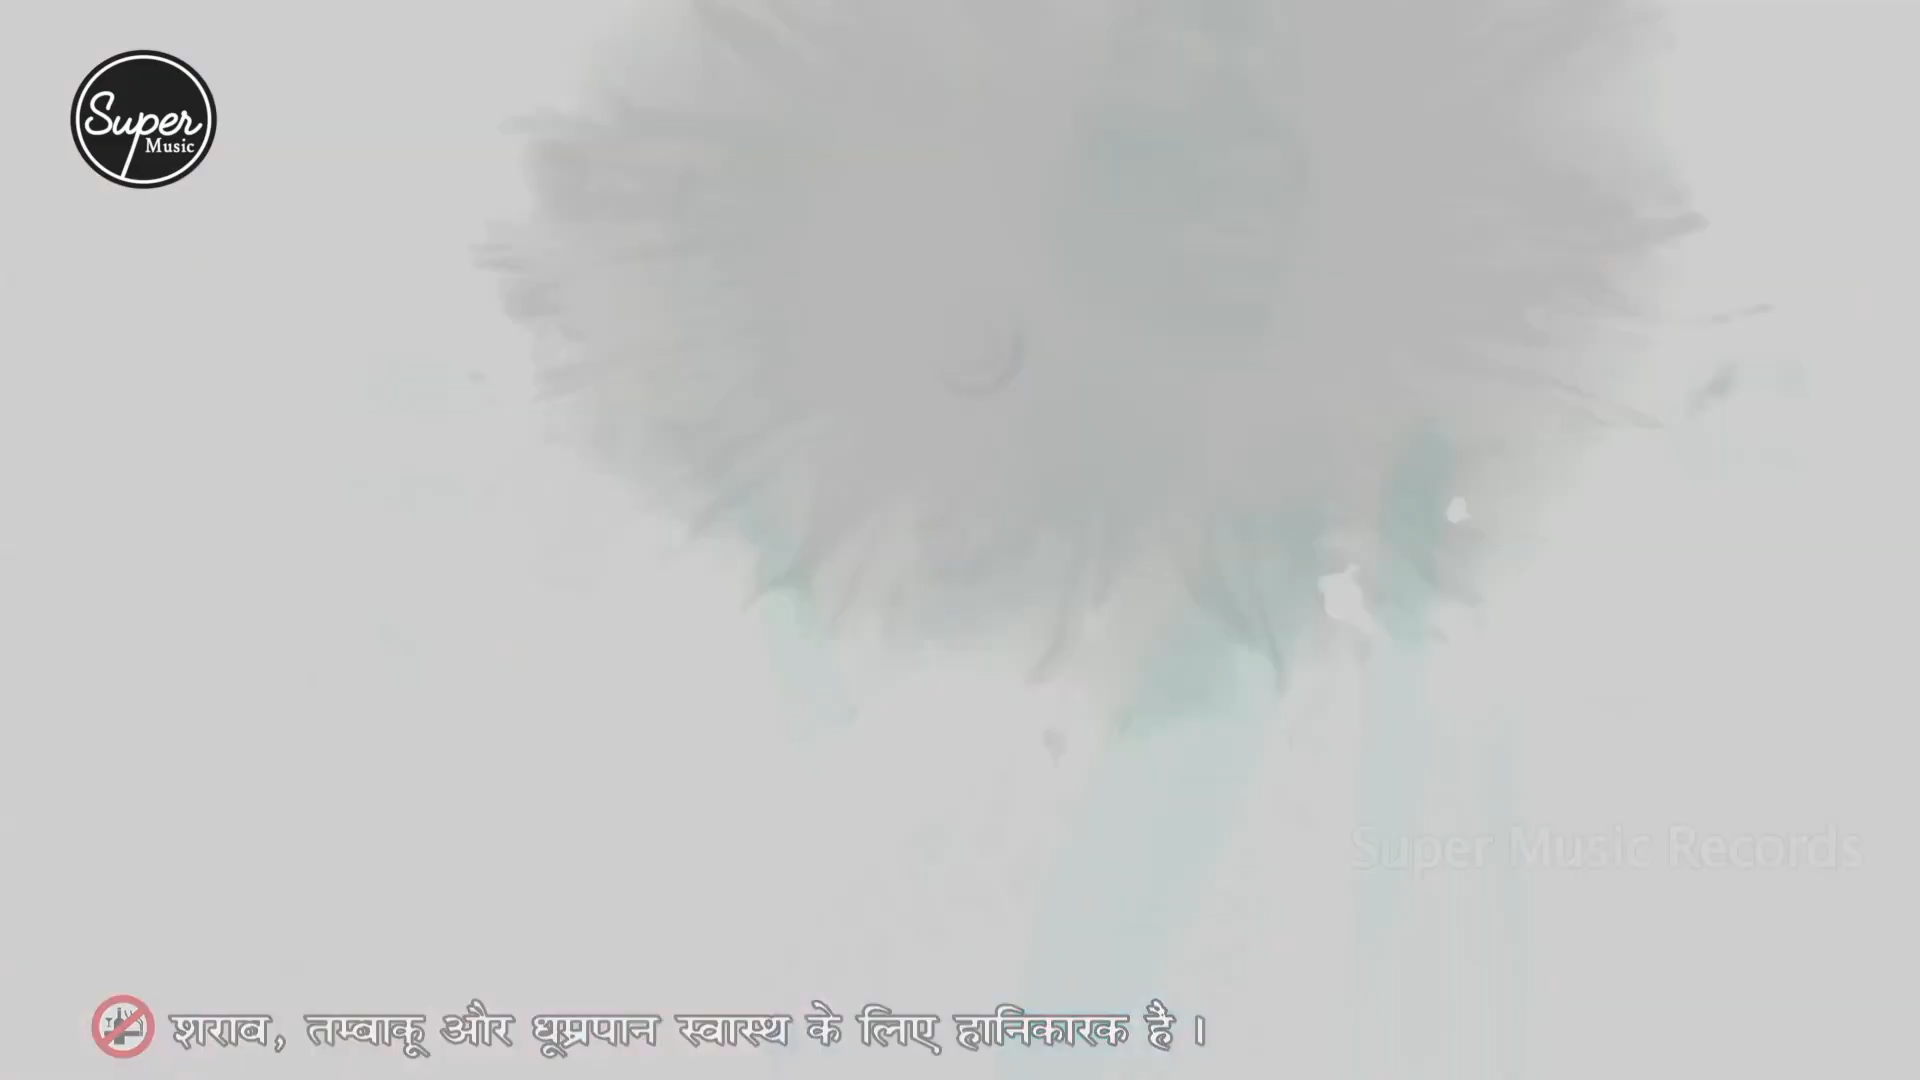 Super
Music
Super Music Records
शराब, तम्बाकू और धूम्रपान स्वास्थ के लिए हानिकारक हैं ।